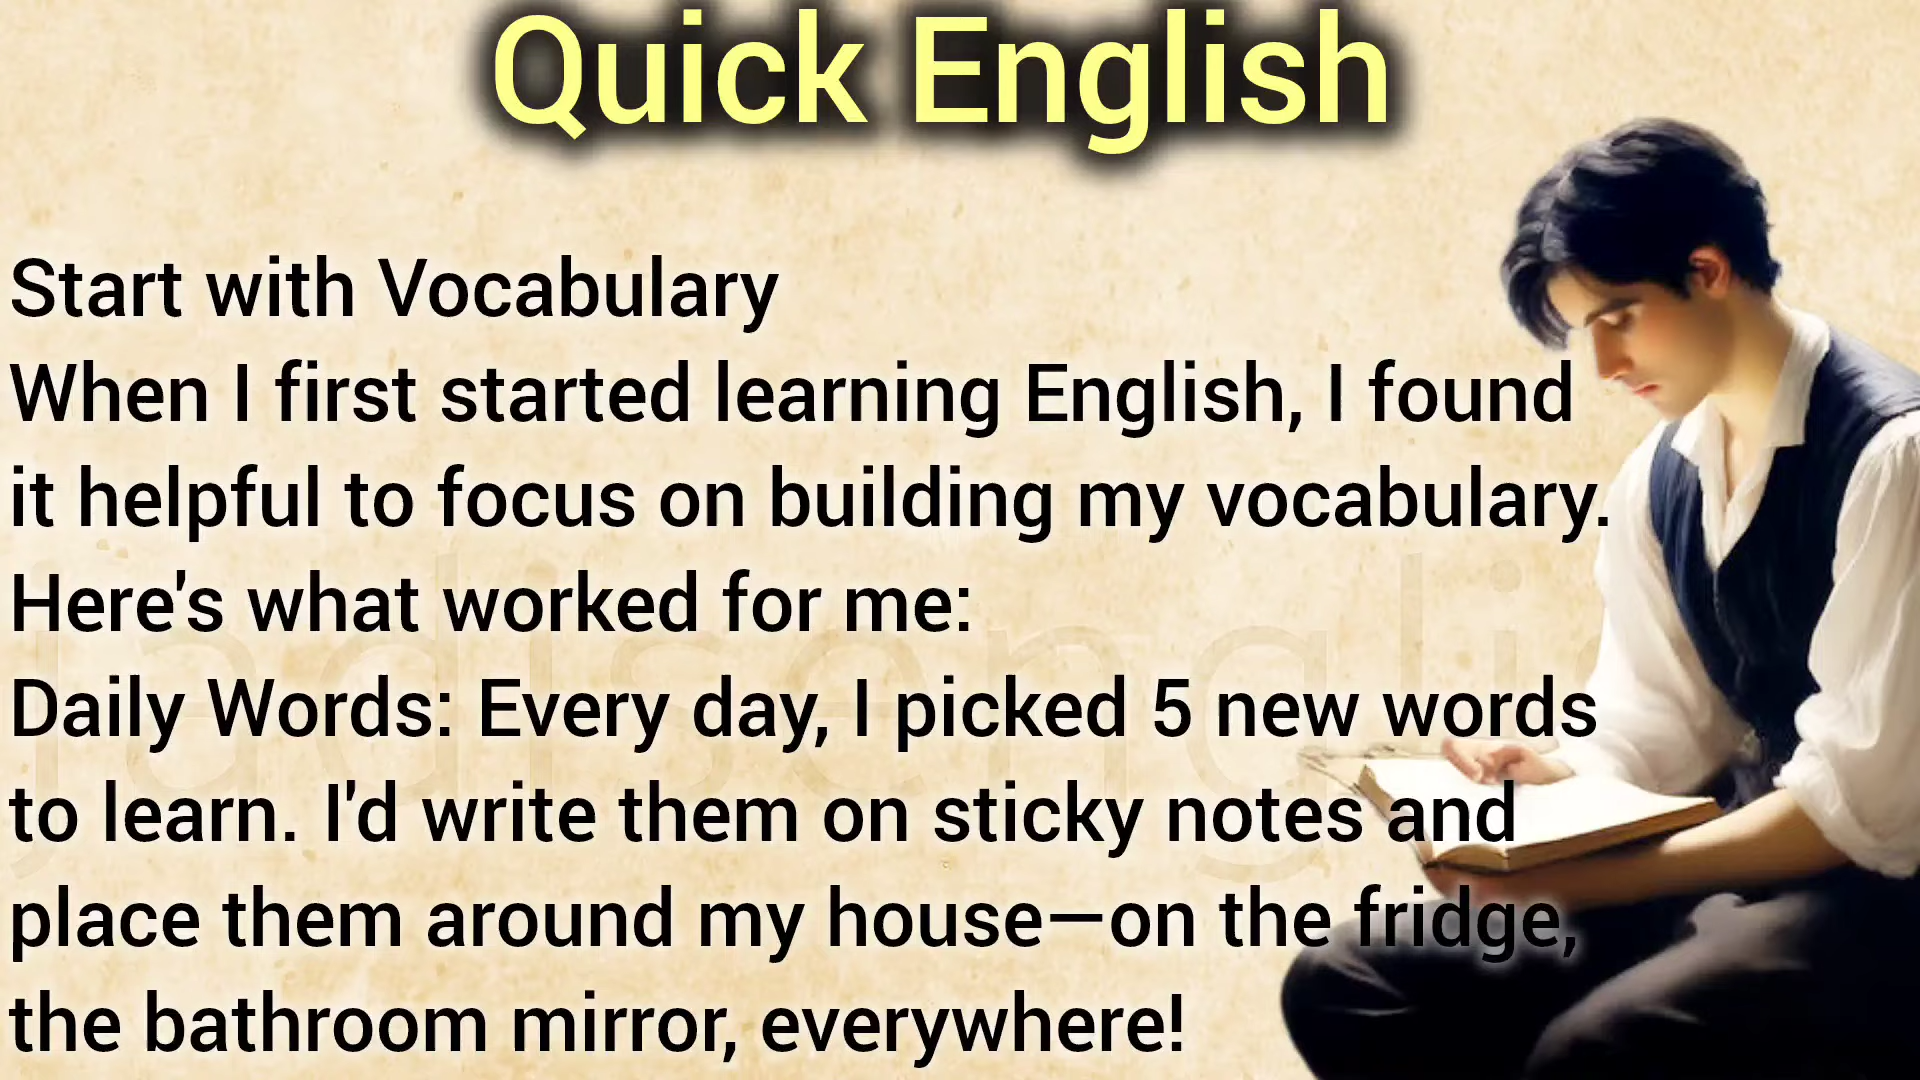 Quick English
Start with Vocabulary
When I first started learning English, I found
it helpful to focus on building my vocabulary.
Here's what worked for me:
Daily Words: Every day, I picked 5 new words
to learn. I'd write them on sticky notes and
place them around my house—on the fridge,
the bathroom mirror, everywhere!
jadisenglis